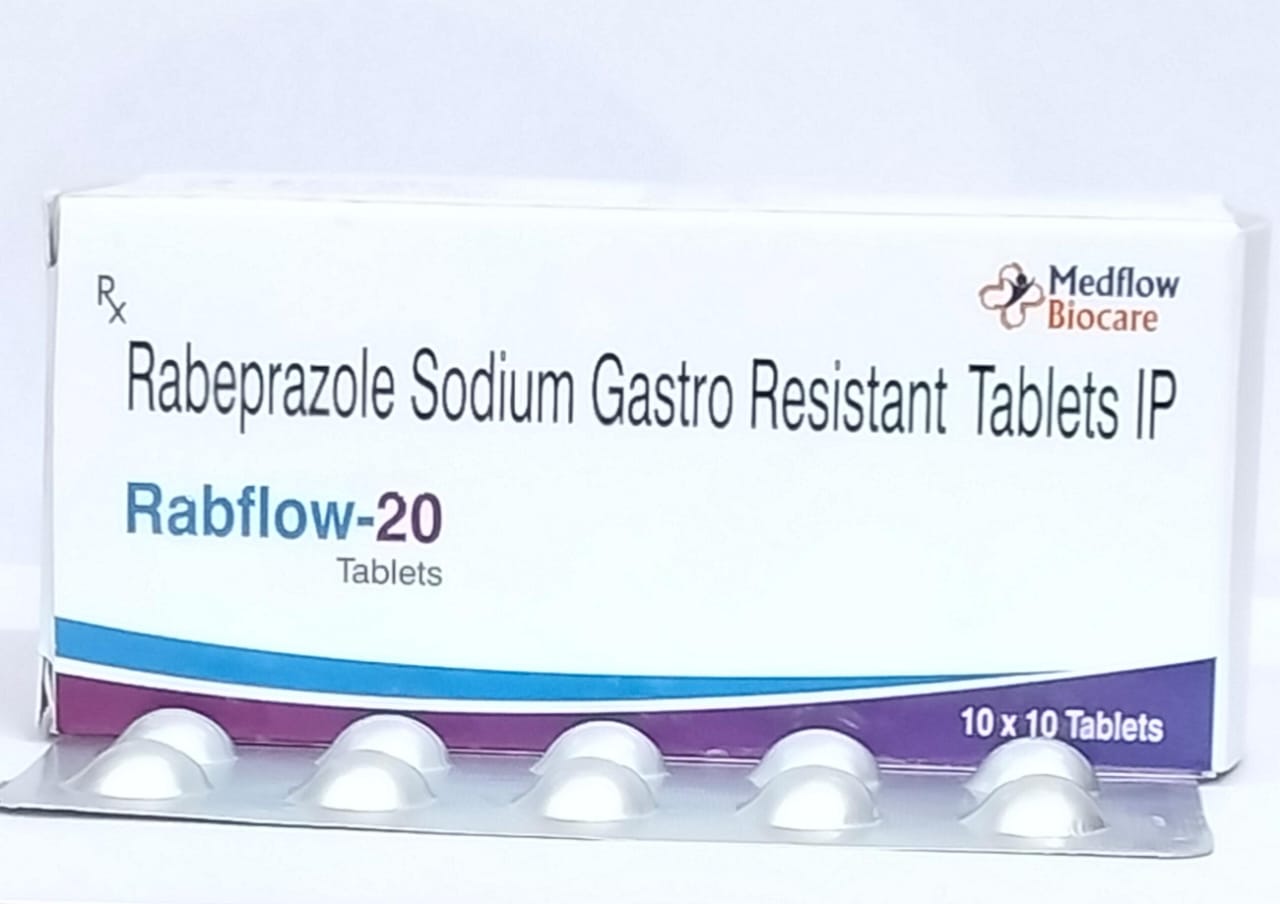 Rx
Medflow
Biocare
Rabeprazole Sodium Gastro Resistant Tablets IP
Rabflow-20
Tablets
10 x 10 Tablets